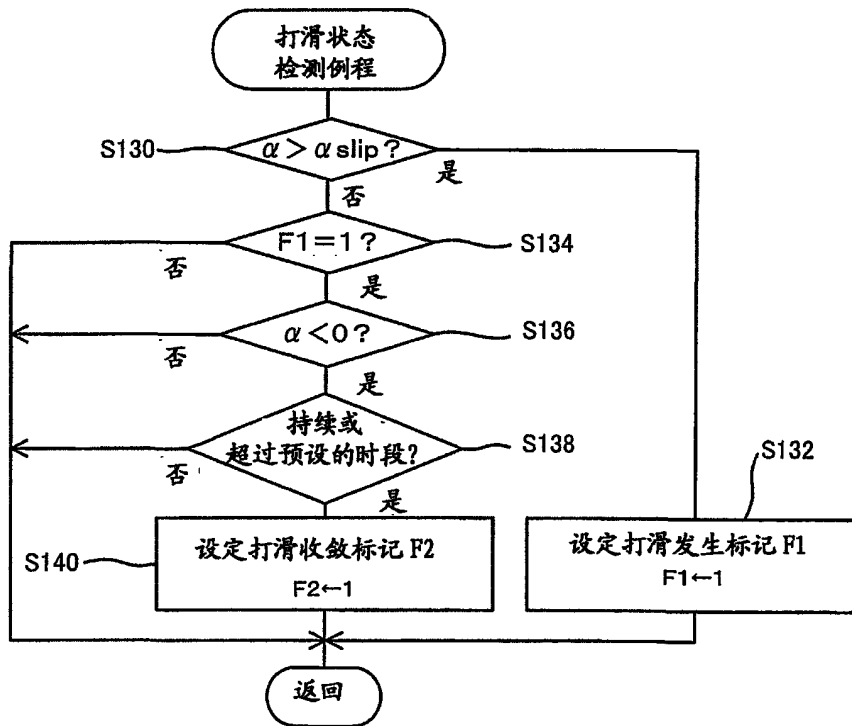 打滑状态
检测例程
S130
α＞αslip？
是
否
F1＝1？
S134
否
是
α＜0？
S136
否
是
持续或
超过预设的时段？
S138
否
是
S132
S140
设定打滑收敛标记 F2
F2←1
设定打滑发生标记 F1
F1←1
返回